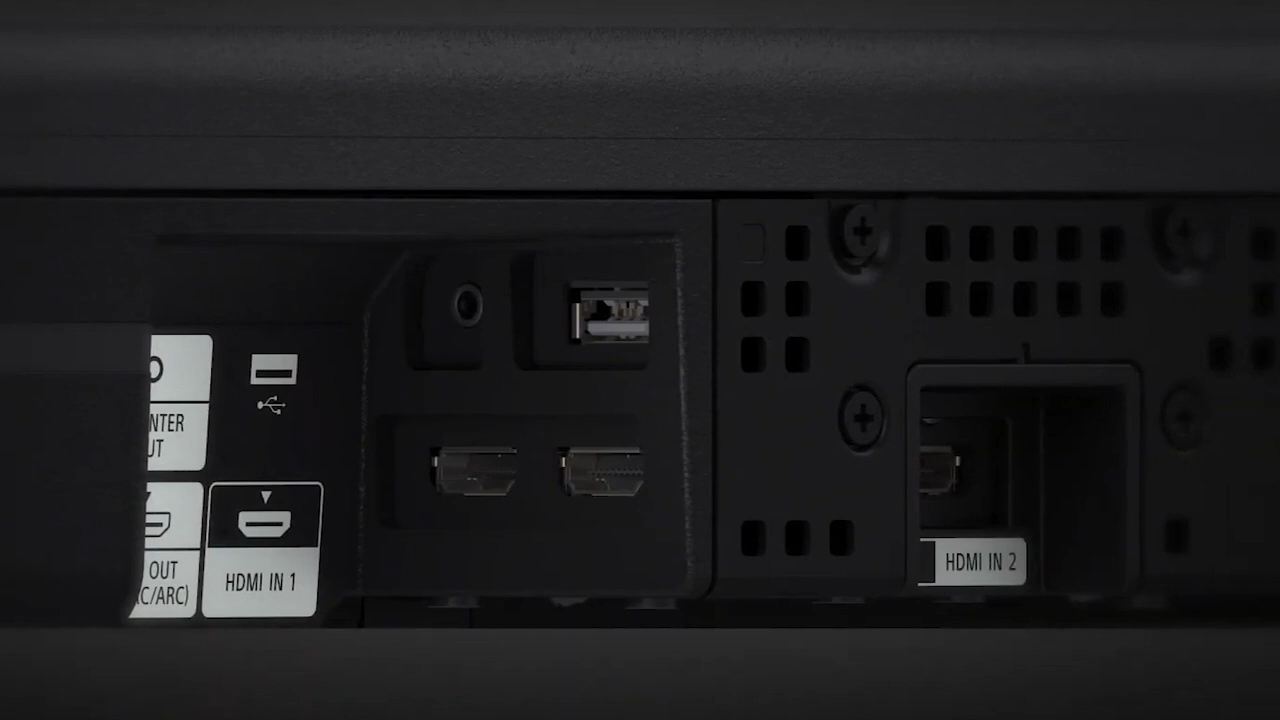 O
NTER
UT
OUT
C/ARC)
HDMI IN 1
HDMI IN 2